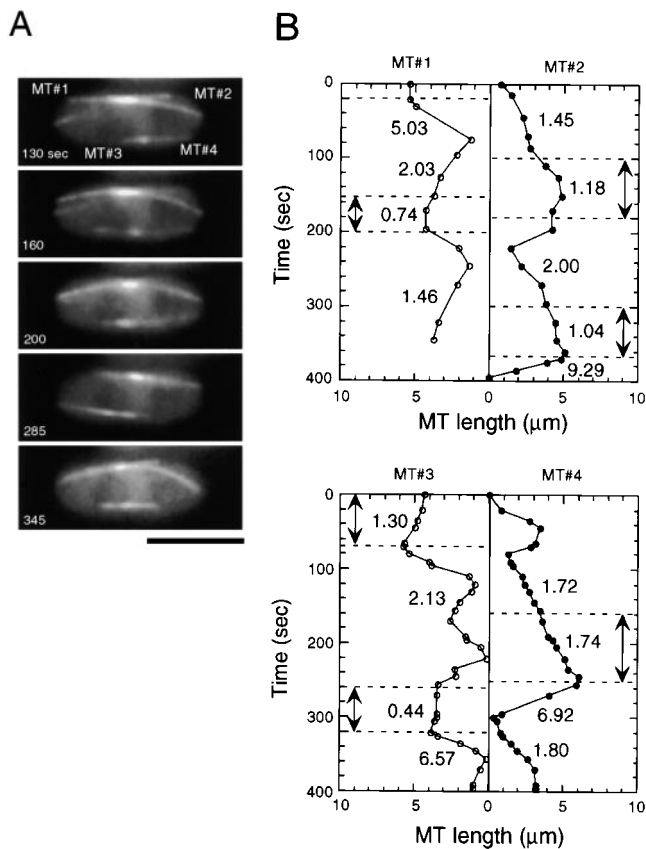 A
MT#1
MT#2
MT#3
MT#4
130 sec
160
200
285
345
B
MT#1
MT#2
0
100
200
300
400
Time (sec)
5.03
2.03
0.74
1.46
1.45
1.18
2.00
1.04
9.29
10
5
0
5
10
MT length (μm)
MT#3
MT#4
0
100
200
300
400
Time (sec)
1.30
2.13
0.44
6.57
1.72
1.74
6.92
1.80
10
5
0
5
10
MT length (μm)